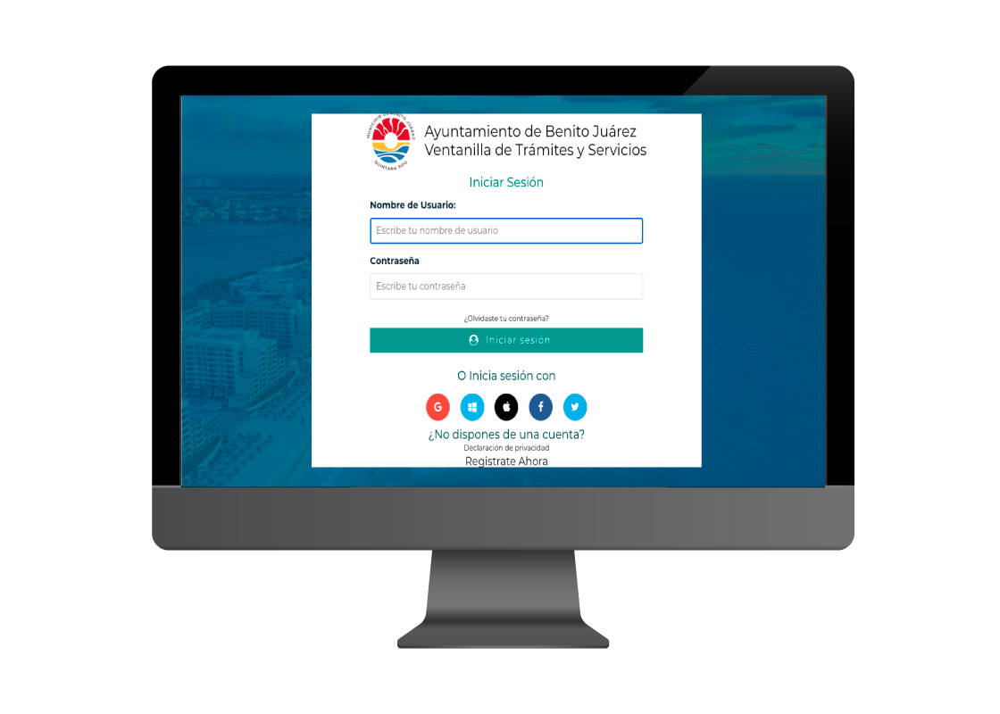 MUNICIPIO DE BENITO JUÁREZ
QUINTANA ROO
Ayuntamiento de Benito Juárez
Ventanilla de Trámites y Servicios
Iniciar Sesión
Nombre de Usuario:
Escribe tu nombre de usuario
Contraseña
Escribe tu contraseña
¿Olvidaste tu contraseña?
Iniciar sesión
O Inicia sesión con
¿No dispones de una cuenta?
Declaración de privacidad
Registrate Ahora